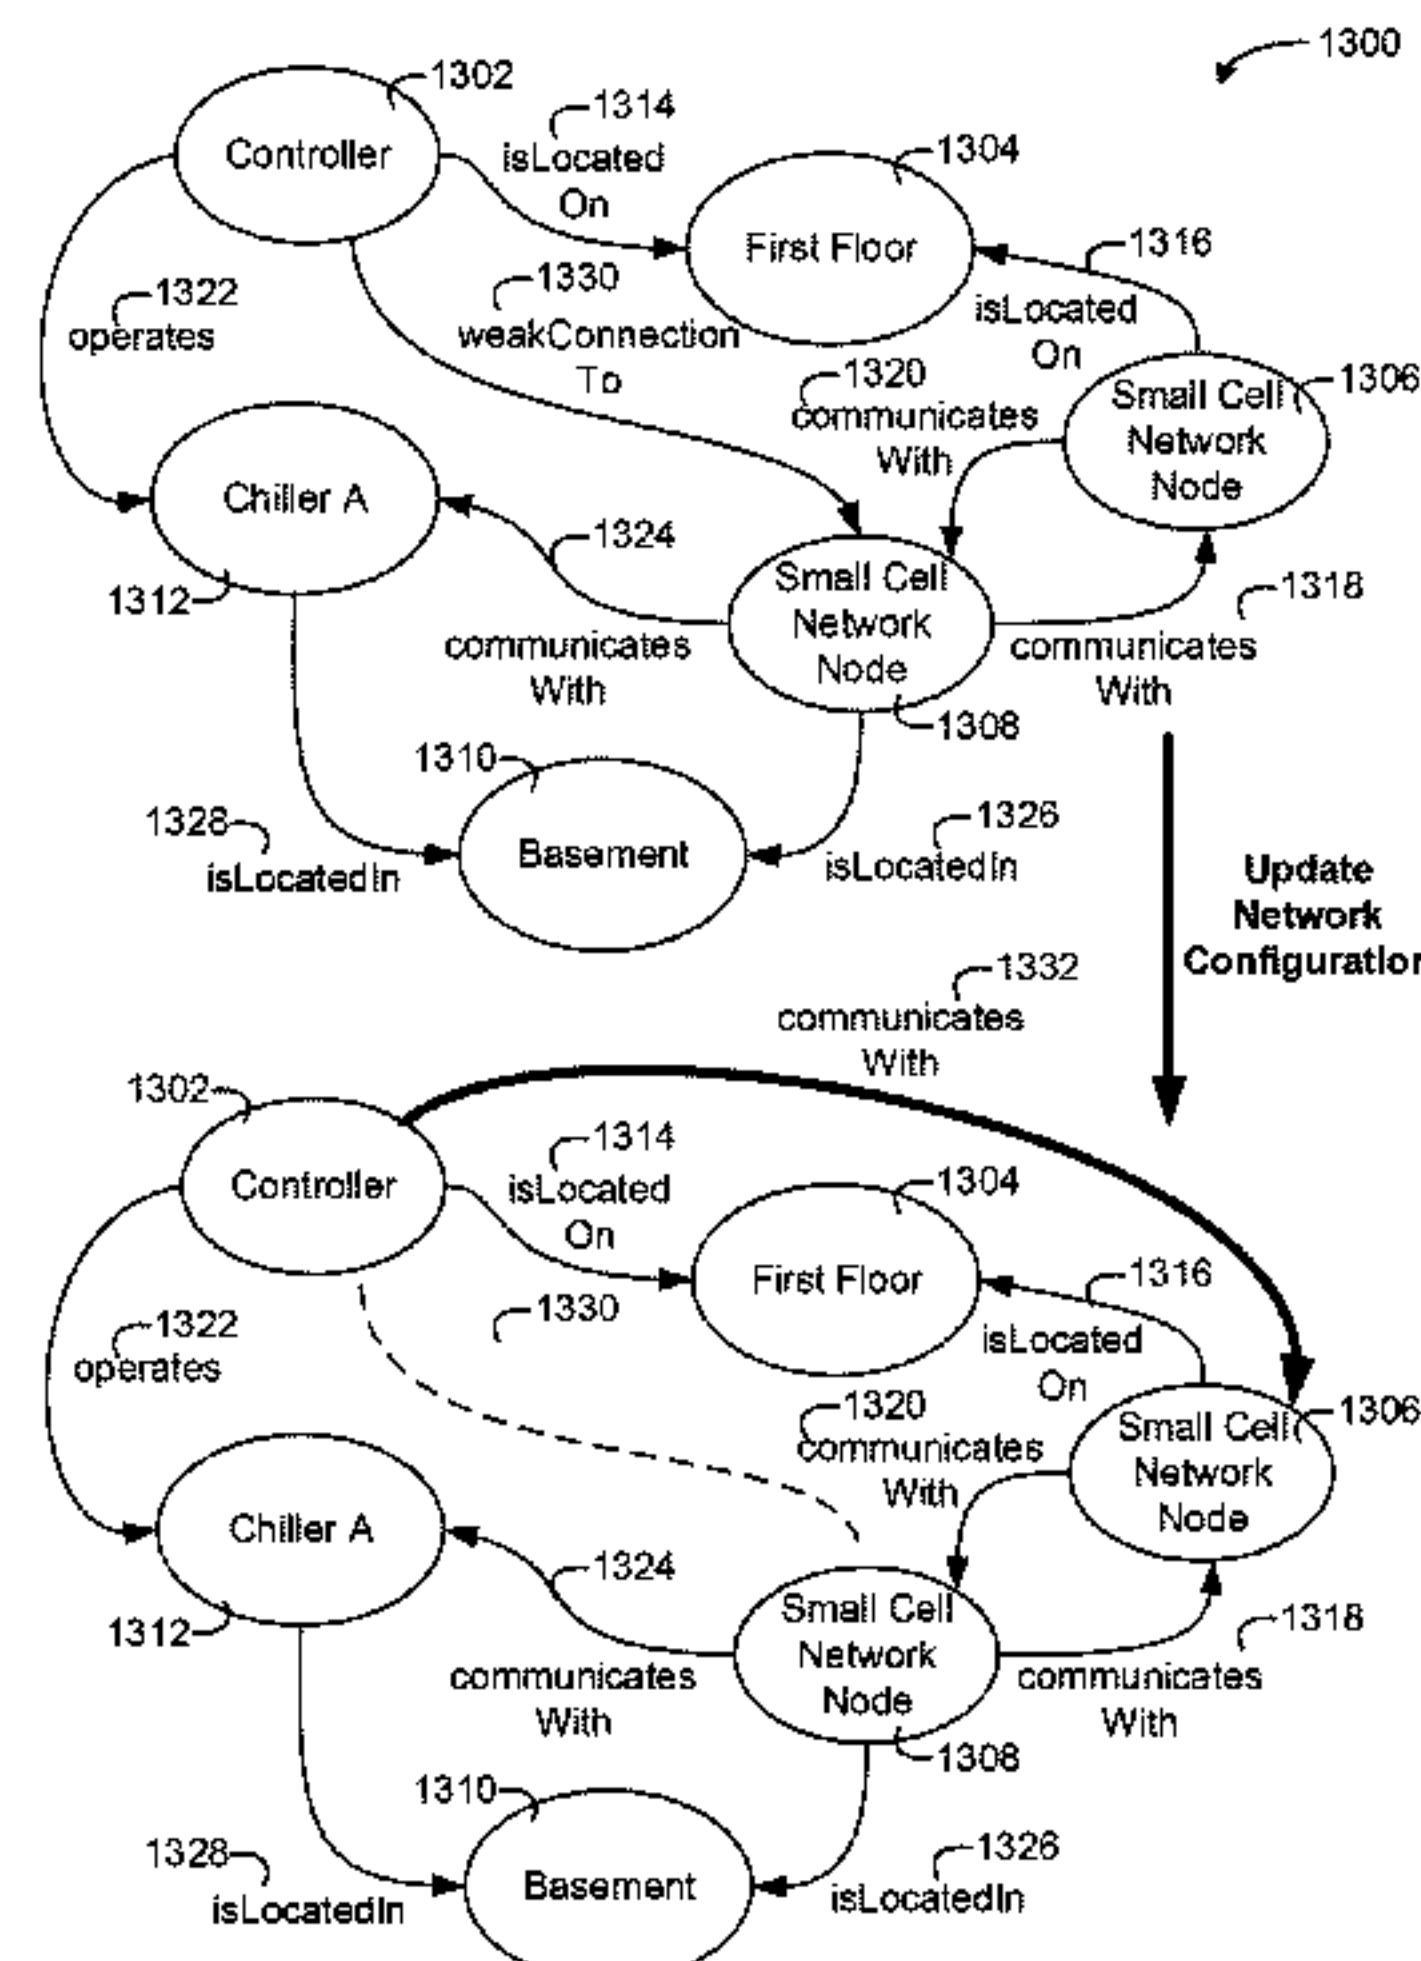 1300
1302
Controller
1314
isLocated
On
1304
First Floor
1316
isLocated
On
1322
operates
1330
weakConnection
To
1320
communicates
With
1306
Small Cell
Network
Node
Chiller A
1312
1324
communicates
With
Small Cell
Network
Node
1308
1318
communicates
With
1310
Basement
1328
isLocatedIn
1326
isLocatedIn
Update
Network
Configuration
1332
communicates
With
1302
Controller
1314
isLocated
On
1304
First Floor
1316
isLocated
On
1322
operates
1330
1320
communicates
With
1306
Small Cell
Network
Node
Chiller A
1312
1324
communicates
With
Small Cell
Network
Node
1308
1318
communicates
With
1310
Basement
1328
isLocatedIn
1326
isLocatedIn